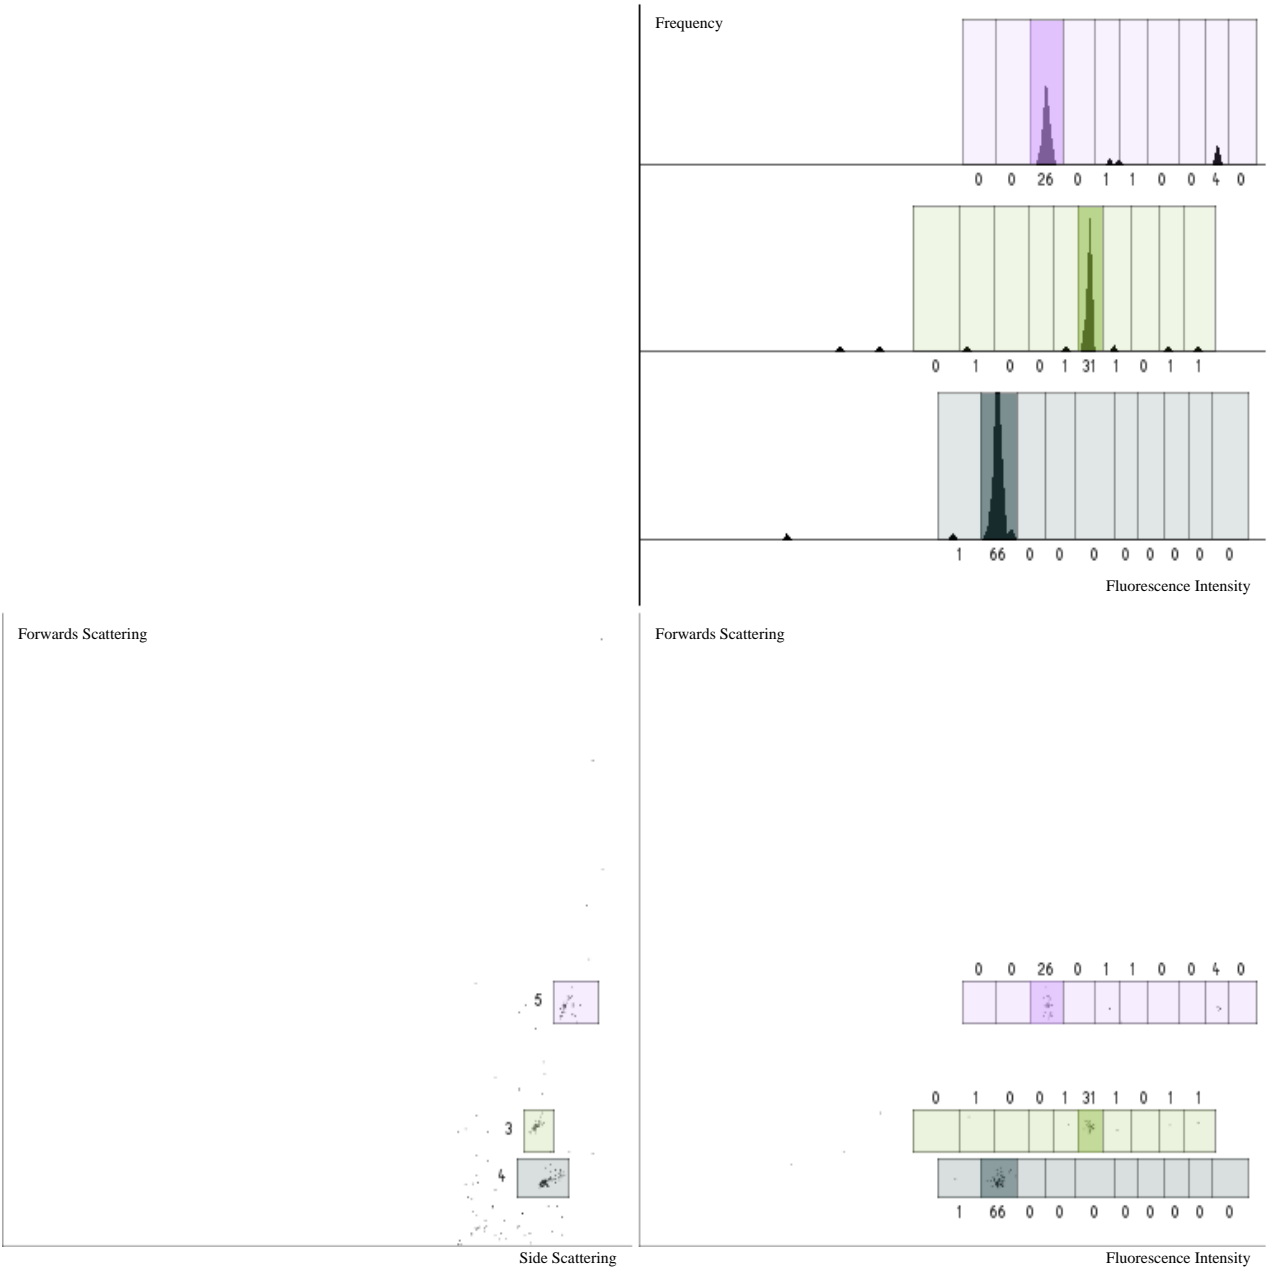 Frequency
0 0 26 0 1 1 0 0 4 0
0 1 0 0 1 31 1 0 1 1
1 66 0 0 0 0 0 0 0 0
Fluorescence Intensity
Forwards Scattering
5
3
4
Side Scattering
Forwards Scattering
0 0 26 0 1 1 0 0 4 0
0 1 0 0 1 31 1 0 1 1
1 66 0 0 0 0 0 0 0 0
Fluorescence Intensity